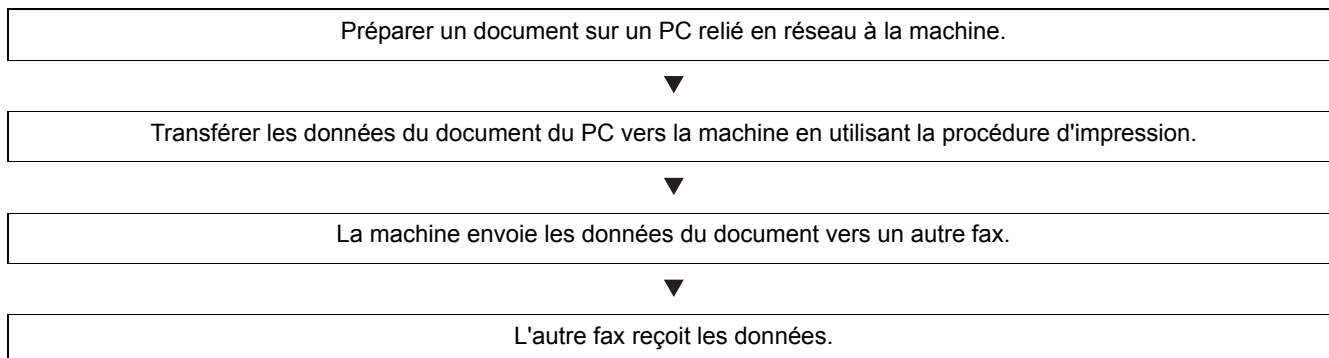 Préparer un document sur un PC relié en réseau à la machine.
Transférer les données du document du PC vers la machine en utilisant la procédure d'impression.
La machine envoie les données du document vers un autre fax.
L'autre fax reçoit les données.